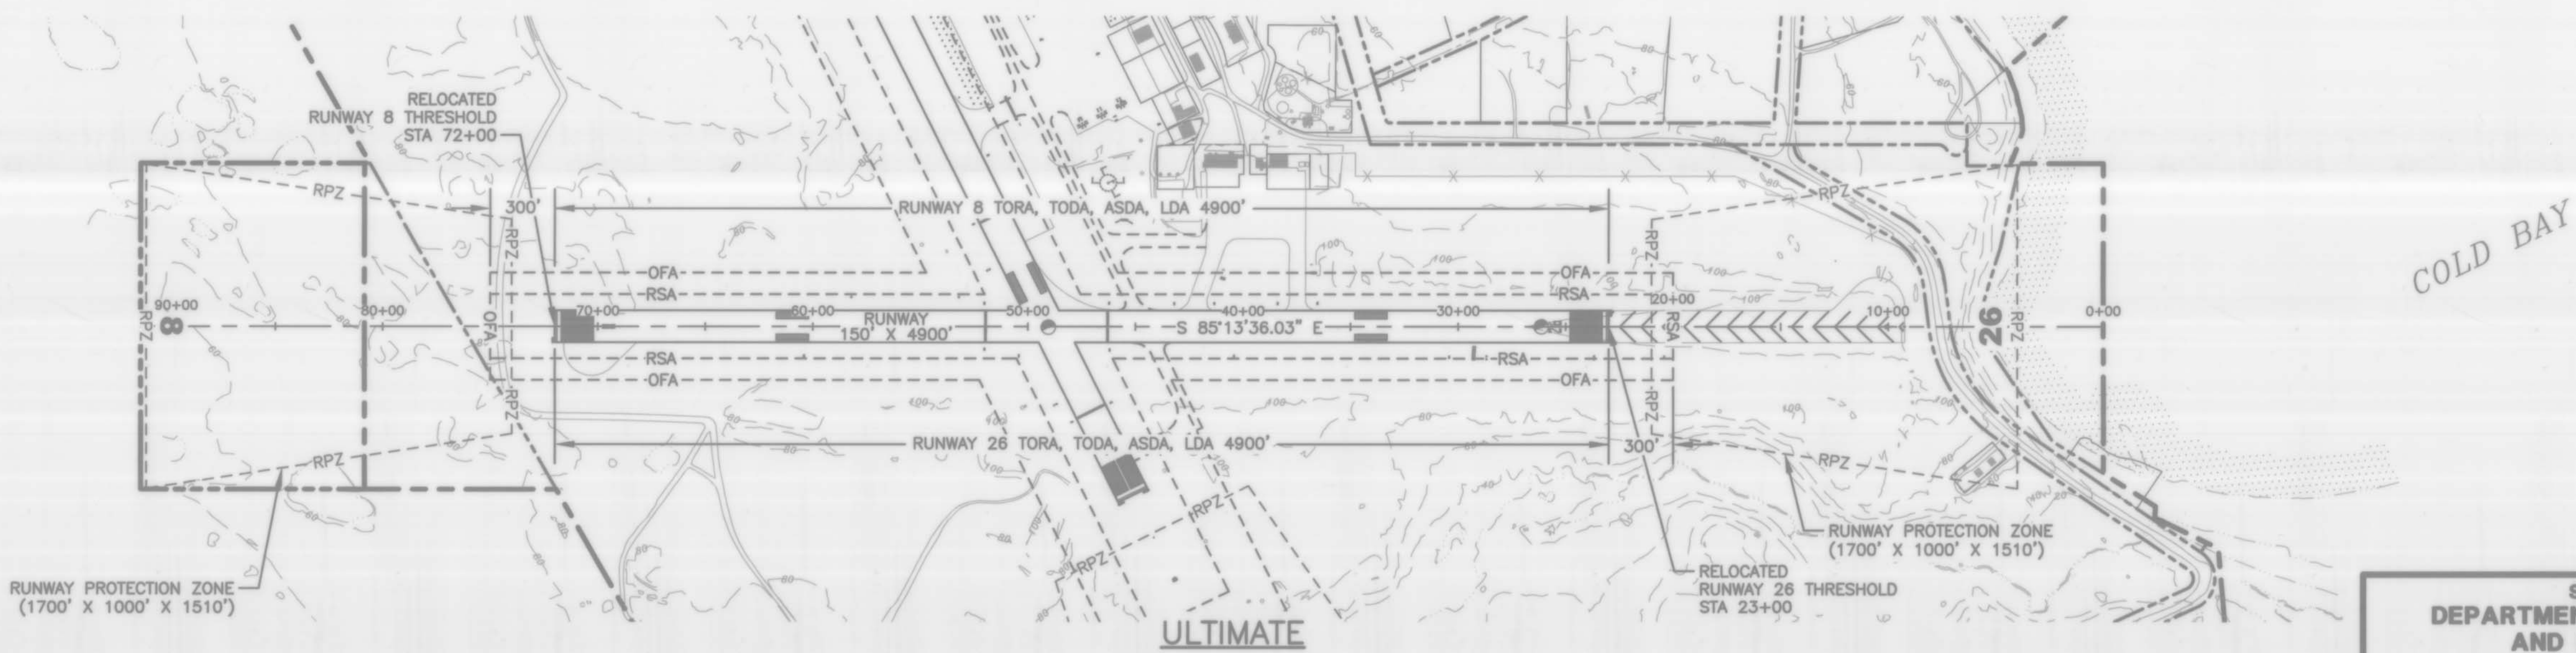 RELOCATED
RUNWAY 8 THRESHOLD
STA 72+00
RPZ
RPZ
300'
RUNWAY 8 TORA, TODA, ASDA, LDA 4900'
COLD BAY
RPZ
RPZ
OFA
OFA
RSA
RSA
90+00
80+00
70+00
60+00
50+00
40+00
30+00
20+00
10+00
0+00
RPZ
8
OFA
RUNWAY
150' X 4900'
S 85°13'36.03" E
RSA
26
RPZ
RSA
RSA
OFA
OFA
RPZ
RPZ
RUNWAY 26 TORA, TODA, ASDA, LDA 4900'
300'
RPZ
RPZ
RPZ
RPZ
RUNWAY PROTECTION ZONE
(1700' X 1000' X 1510')
RUNWAY PROTECTION ZONE
(1700' X 1000' X 1510')
RELOCATED
RUNWAY 26 THRESHOLD
STA 23+00
ULTIMATE
S
DEPARTMEN
AND